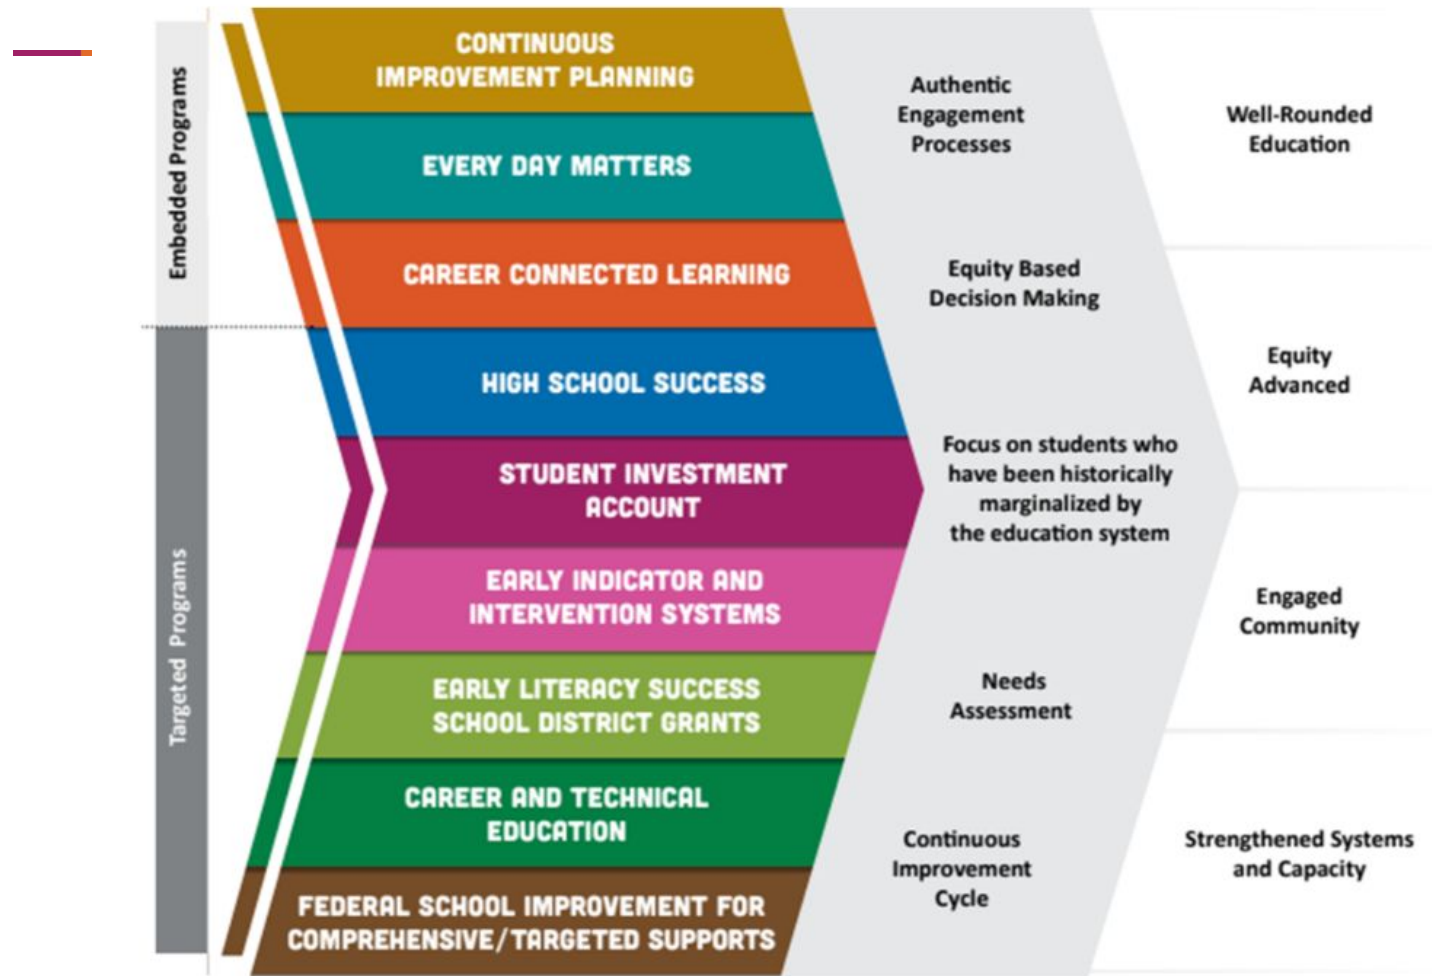 Embedded Programs
Targeted Programs
CONTINUOUS
IMPROVEMENT PLANNING
EVERY DAY MATTERS
CAREER CONNECTED LEARNING
HIGH SCHOOL SUCCESS
STUDENT INVESTMENT
ACCOUNT
EARLY INDICATOR AND
INTERVENTION SYSTEMS
EARLY LITERACY SUCCESS
SCHOOL DISTRICT GRANTS
CAREER AND TECHNICAL
EDUCATION
FEDERAL SCHOOL IMPROVEMENT FOR
COMPREHENSIVE/TARGETED SUPPORTS
Authentic
Engagement
Processes
Equity Based
Decision Making
Focus on students who
have been historically
marginalized by
the education system
Needs
Assessment
Continuous
Improvement
Cycle
Well-Rounded
Education
Equity
Advanced
Engaged
Community
Strengthened Systems
and Capacity